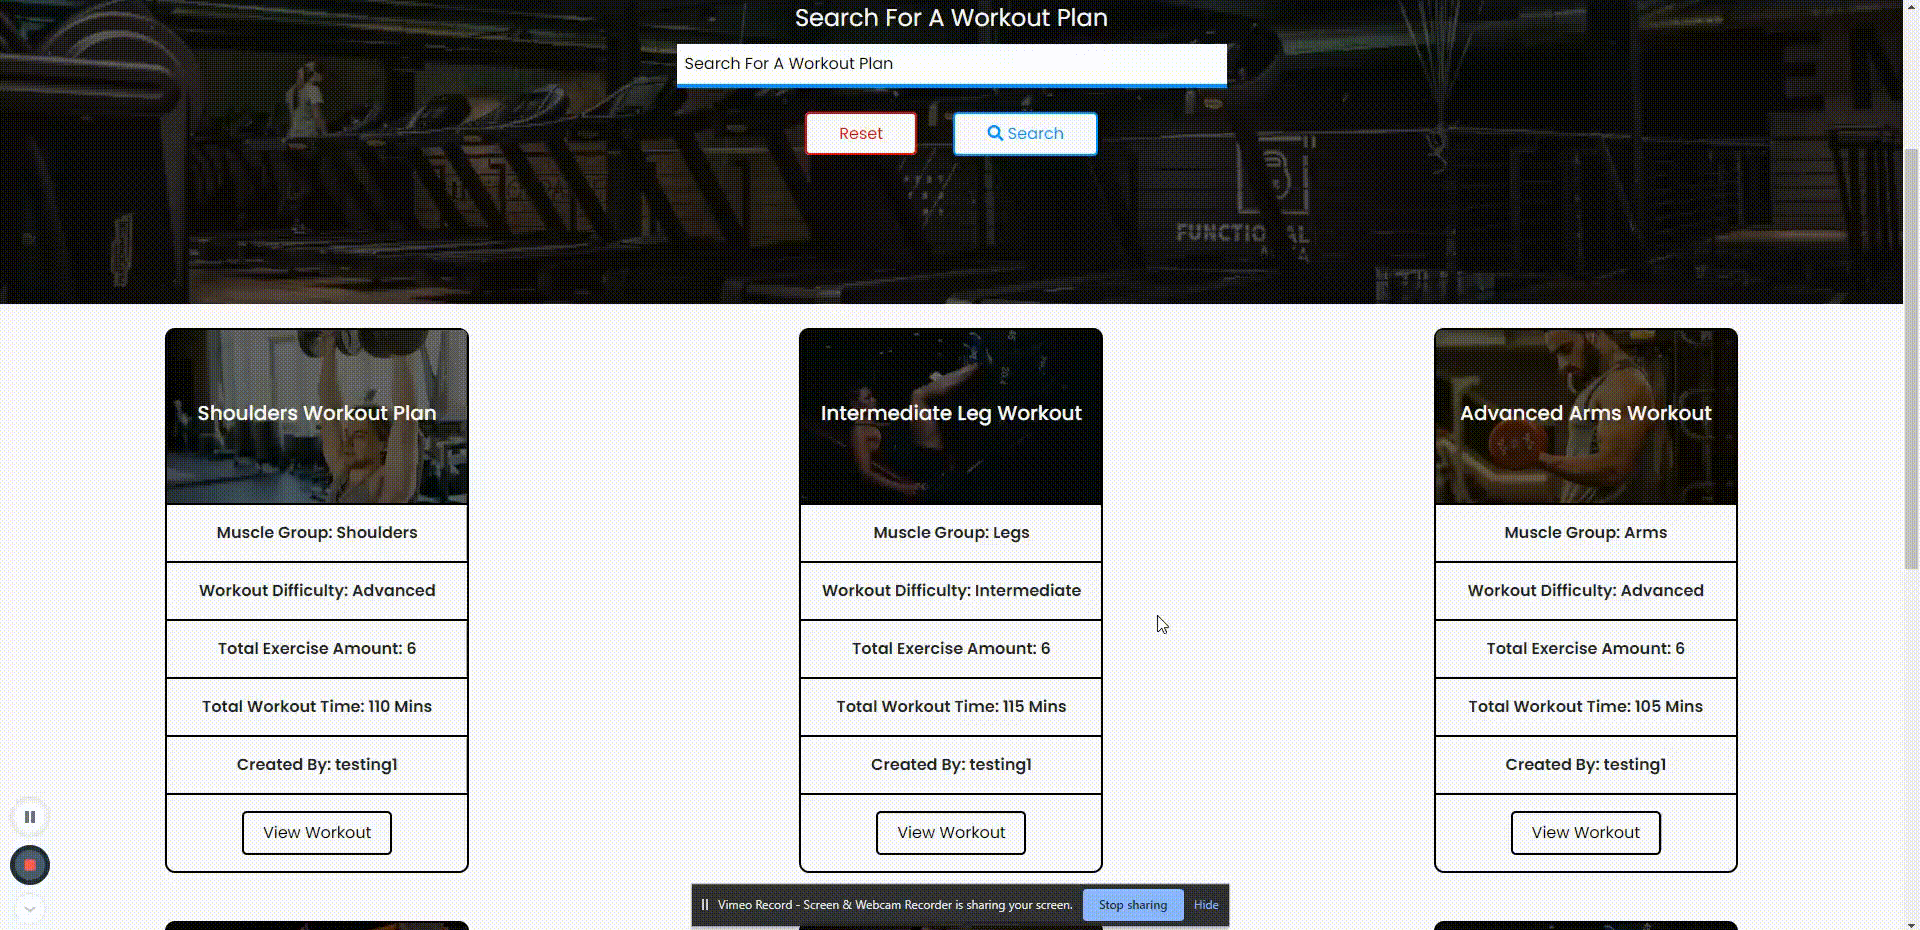 Search For A Workout Plan
Search For A Workout Plan
Reset
Search
FUNCTIONAL
Shoulders Workout Plan
Muscle Group: Shoulders
Workout Difficulty: Advanced
Total Exercise Amount: 6
Total Workout Time: 110 Mins
Created By: testing1
View Workout
Intermediate Leg Workout
Muscle Group: Legs
Workout Difficulty: Intermediate
Total Exercise Amount: 6
Total Workout Time: 115 Mins
Created By: testing1
View Workout
Advanced Arms Workout
Muscle Group: Arms
Workout Difficulty: Advanced
Total Exercise Amount: 6
Total Workout Time: 105 Mins
Created By: testing1
View Workout
Vimeo Record - Screen & Webcam Recorder is sharing your screen.
Stop sharing
Hide